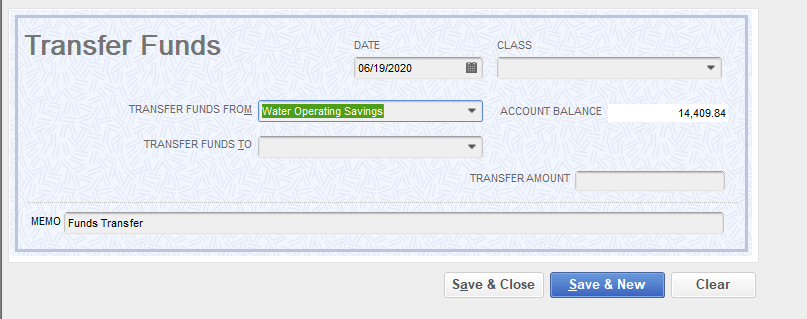 Transfer Funds
DATE
CLASS
06/19/2020
TRANSFER FUNDS FROM
Water Operating Savings
ACCOUNT BALANCE
14,409.84
TRANSFER FUNDS TO
TRANSFER AMOUNT
MEMO
Funds Transfer
Save & Close
Save & New
Clear